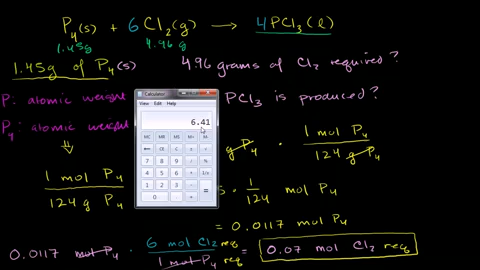 P₄(s) + 6Cl₂(g) → 4PCl₃(l)
1.45g 4.96 g
1.45g of P₄(s) 4.96 grams of Cl₂ required?
P: atomic weight PCl₃ is produced?
P₄: atomic weight
Calculator
View Edit Help
6.41
MC MR MS M+ M-
← CE C ± √
7 8 9 / %
4 5 6 * 1/x
1 2 3 - =
0 . +
g P₄ · 1 mol P₄ / 124 g P₄
⇓
1 mol P₄ / 124 g P₄
· 1/124 mol P₄
= 0.0117 mol P₄
0.0117 mol P₄ · 6 mol Cl₂ req / 1 mol P₄ req = 0.07 mol Cl₂ req